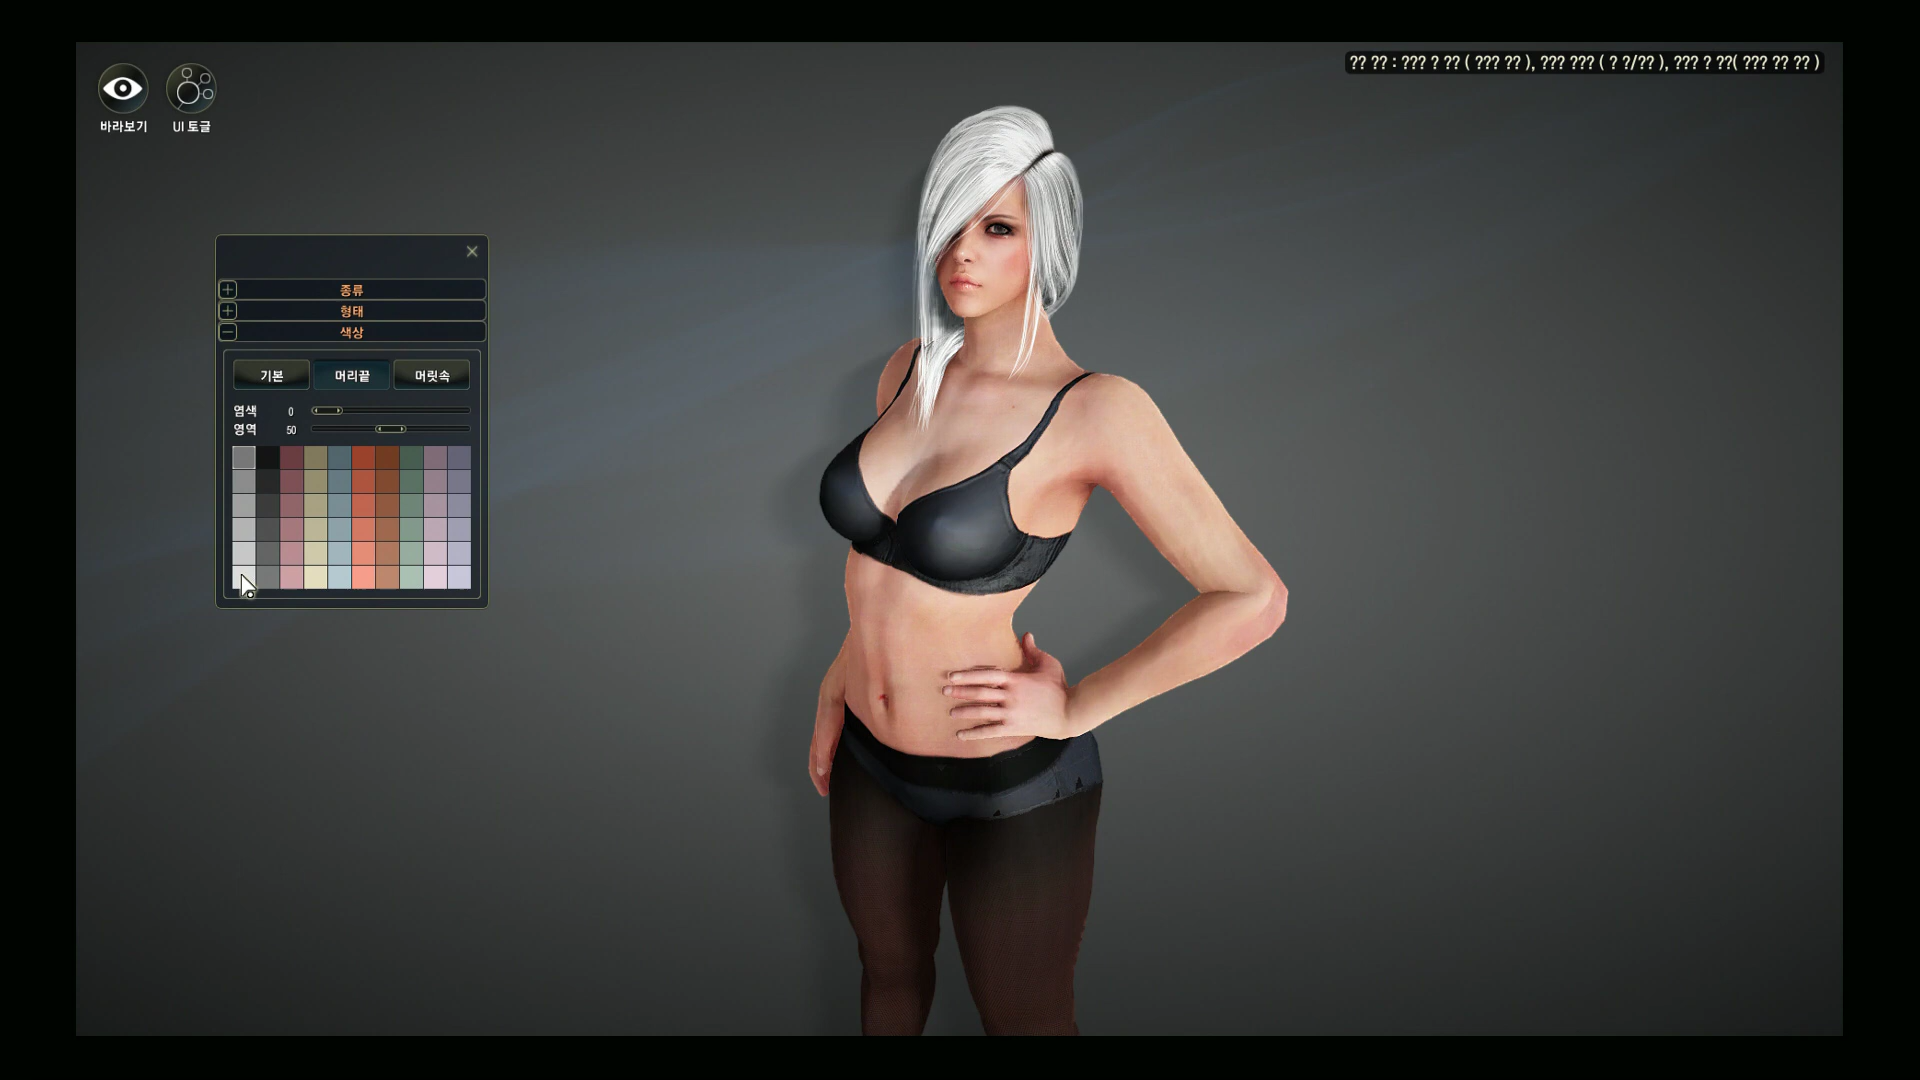 바라보기
UI 토글
?? ?? : ??? ? ?? ( ??? ?? ), ??? ??? ( ? ?/?? ), ??? ? ??( ??? ?? ?? )
종류
형태
색상
기본 머리끝 머릿속
염색 0
영역 50